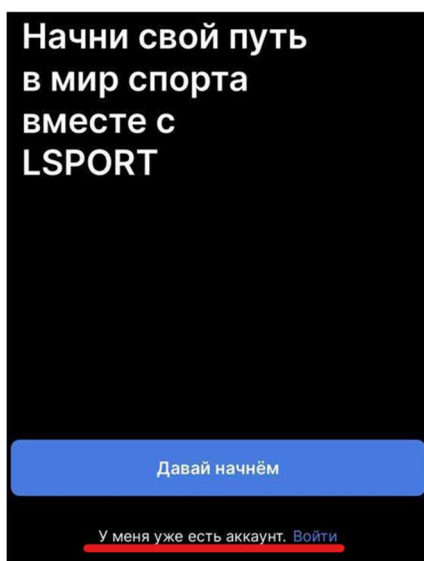 Начни свой путь
в мир спорта
вместе с
LSPORT
Давай начнём
У меня уже есть аккаунт. Войти